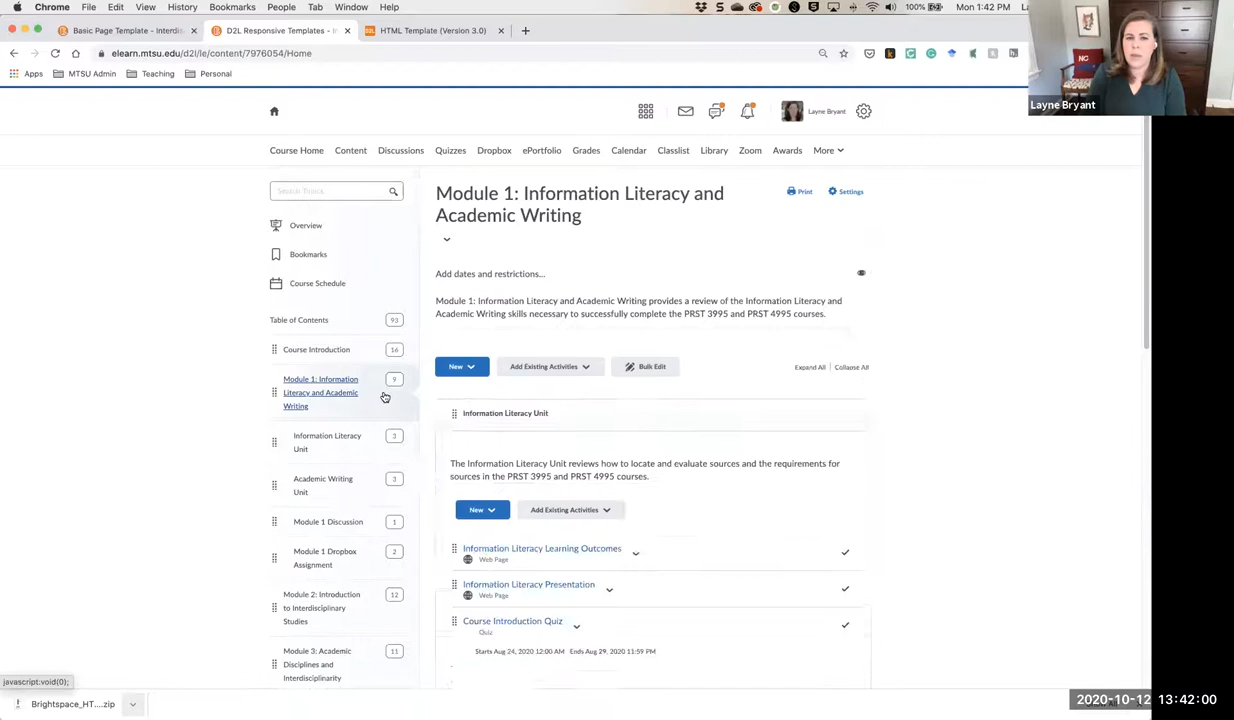 Chrome File Edit View History Bookmarks People Tab Window Help
100% Mon 1:42 PM
Basic Page Template - Interdis
D2L Responsive Templates -
HTML Template (Version 3.0)
elearn.mtsu.edu/d2l/le/content/7976054/Home
Apps MTSU Admin Teaching Personal
NC
Layne Bryant
Layne Bryant
Course Home Content Discussions Quizzes Dropbox ePortfolio Grades Calendar Classlist Library Zoom Awards More
Search Topics
Overview
Bookmarks
Course Schedule
Table of Contents 93
Course Introduction 16
Module 1: Information
Literacy and Academic
Writing
9
Information Literacy
Unit
3
Academic Writing
Unit
3
Module 1 Discussion 1
Module 1 Dropbox
Assignment
2
Module 2: Introduction
to Interdisciplinary
Studies
12
Module 3: Academic
Disciplines and
Interdisciplinarity
11
Module 1: Information Literacy and
Academic Writing
Print Settings
Add dates and restrictions...
Module 1: Information Literacy and Academic Writing provides a review of the Information Literacy and
Academic Writing skills necessary to successfully complete the PRST 3995 and PRST 4995 courses.
New Add Existing Activities Bulk Edit
Expand All | Collapse All
Information Literacy Unit
The Information Literacy Unit reviews how to locate and evaluate sources and the requirements for
sources in the PRST 3995 and PRST 4995 courses.
New Add Existing Activities
Information Literacy Learning Outcomes
Web Page
Information Literacy Presentation
Web Page
Course Introduction Quiz
Quiz
Starts Aug 24, 2020 12:00 AM Ends Aug 29, 2020 11:59 PM
javascript:void(0);
Brightspace_HT....zip
2020-10-12 13:42:00